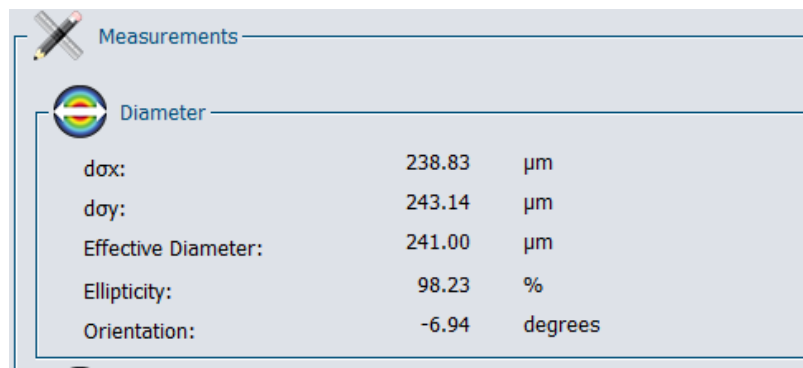 Measurements
Diameter
dσx: 238.83 µm
dσy: 243.14 µm
Effective Diameter: 241.00 µm
Ellipticity: 98.23 %
Orientation: -6.94 degrees